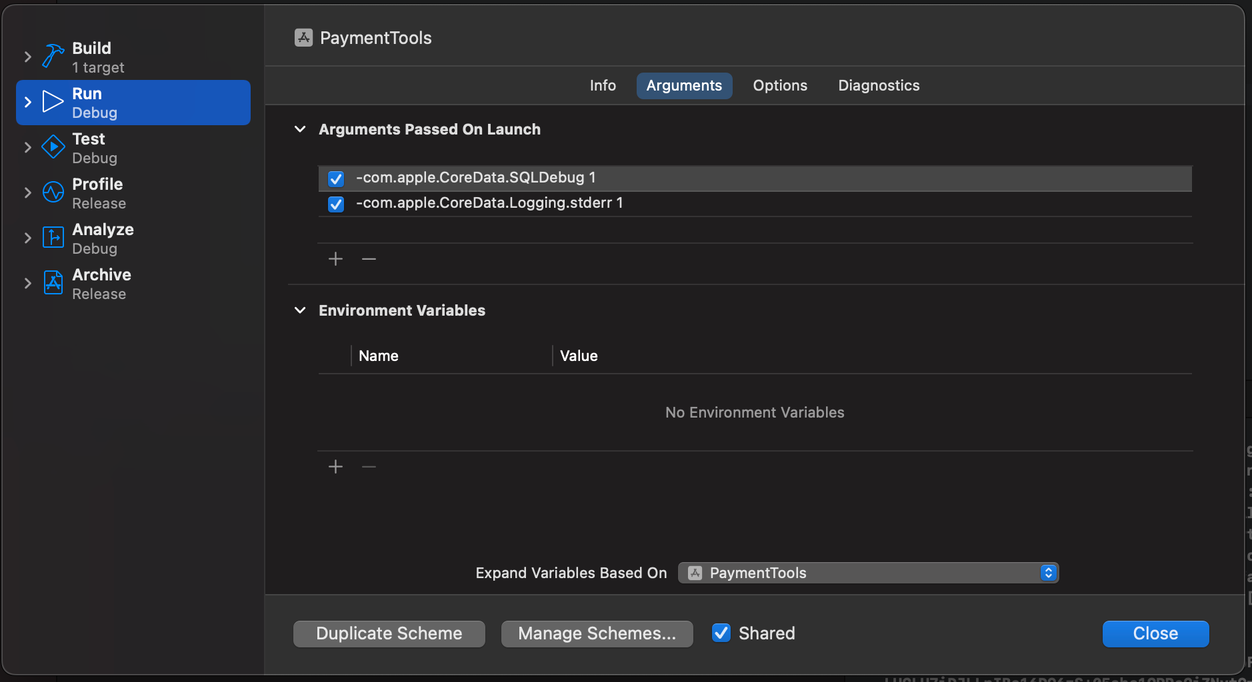 PaymentTools
Build
1 target
Run
Debug
Test
Debug
Profile
Release
Analyze
Debug
Archive
Release
Info Arguments Options Diagnostics
Arguments Passed On Launch
-com.apple.CoreData.SQLDebug 1
-com.apple.CoreData.Logging.stderr 1
Environment Variables
Name Value
No Environment Variables
Expand Variables Based On PaymentTools
Duplicate Scheme Manage Schemes... Shared Close